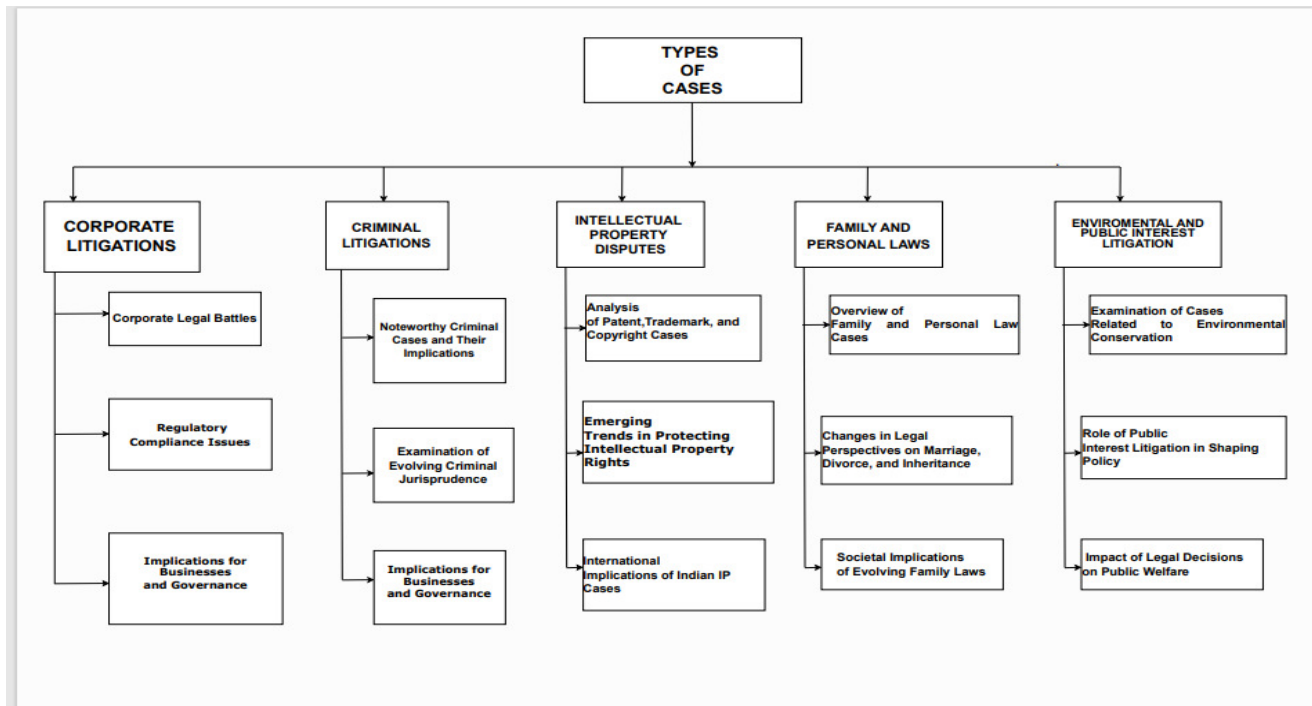 TYPES
OF
CASES
CORPORATE
LITIGATIONS
Corporate Legal Battles
Regulatory
Compliance Issues
Implications for
Businesses
and Governance
CRIMINAL
LITIGATIONS
Noteworthy Criminal
Cases and Their
Implications
Examination of
Evolving Criminal
Jurisprudence
Implications for
Businesses
and Governance
INTELLECTUAL
PROPERTY
DISPUTES
Analysis
of Patent,Trademark, and
Copyright Cases
Emerging
Trends in Protecting
Intellectual Property
Rights
International
Implications of Indian IP
Cases
FAMILY AND
PERSONAL LAWS
Overview of
Family and Personal Law
Cases
Changes in Legal
Perspectives on Marriage,
Divorce, and Inheritance
Societal Implications
of Evolving Family Laws
ENVIROMENTAL AND
PUBLIC INTEREST
LITIGATION
Examination of Cases
Related to Environmental
Conservation
Role of Public
Interest Litigation in Shaping
Policy
Impact of Legal Decisions
on Public Welfare